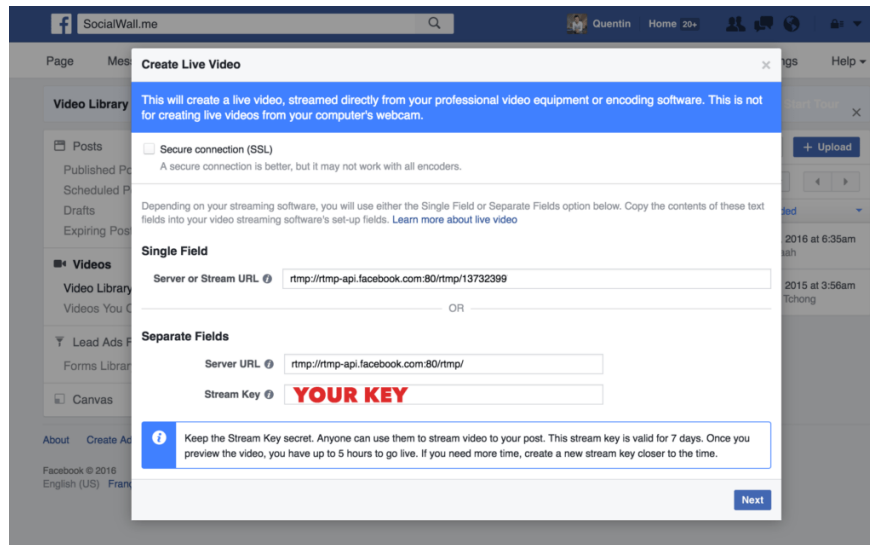 f SocialWall.me Quentin Home 20+
Page Mes ngs Help
Create Live Video
Video Library
This will create a live video, streamed directly from your professional video equipment or encoding software. This is not
for creating live videos from your computer's webcam.
Start Tour
Secure connection (SSL)
A secure connection is better, but it may not work with all encoders.
Posts
+ Upload
Published Po
Scheduled P
Drafts
Expiring Post
Depending on your streaming software, you will use either the Single Field or Separate Fields option below. Copy the contents of these text
fields into your video streaming software's set-up fields. Learn more about live video
ded
2016 at 6:35am
aah
Single Field
Videos
Server or Stream URL rtmp://rtmp-api.facebook.com:80/rtmp/13732399
Video Library
2015 at 3:56am
Tchong
Videos You C
OR
Separate Fields
Lead Ads F
Forms Librar
Server URL rtmp://rtmp-api.facebook.com:80/rtmp/
Stream Key YOUR KEY
Canvas
Keep the Stream Key secret. Anyone can use them to stream video to your post. This stream key is valid for 7 days. Once you
preview the video, you have up to 5 hours to go live. If you need more time, create a new stream key closer to the time.
About Create Ad
Facebook © 2016
English (US) Franç
Next